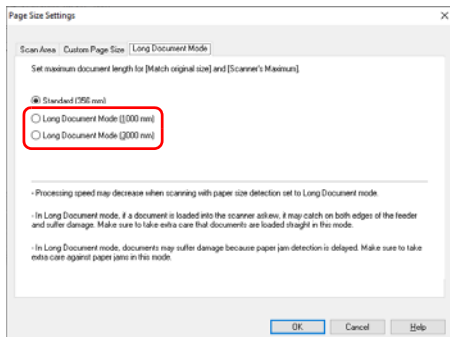 Page Size Settings
Scan Area Custom Page Size Long Document Mode
Set maximum document length for [Match original size] and [Scanner's Maximum].
Standard (356 mm)
Long Document Mode (1000 mm)
Long Document Mode (3000 mm)
- Processing speed may decrease when scanning with paper size detection set to Long Document mode.
- In Long Document mode, if a document is loaded into the scanner askew, it may catch on both edges of the feeder
and suffer damage. Make sure to take extra care that documents are loaded straight in this mode.
- In Long Document mode, documents may suffer damage because paper jam detection is delayed. Make sure to take
extra care against paper jams in this mode.
OK Cancel Help